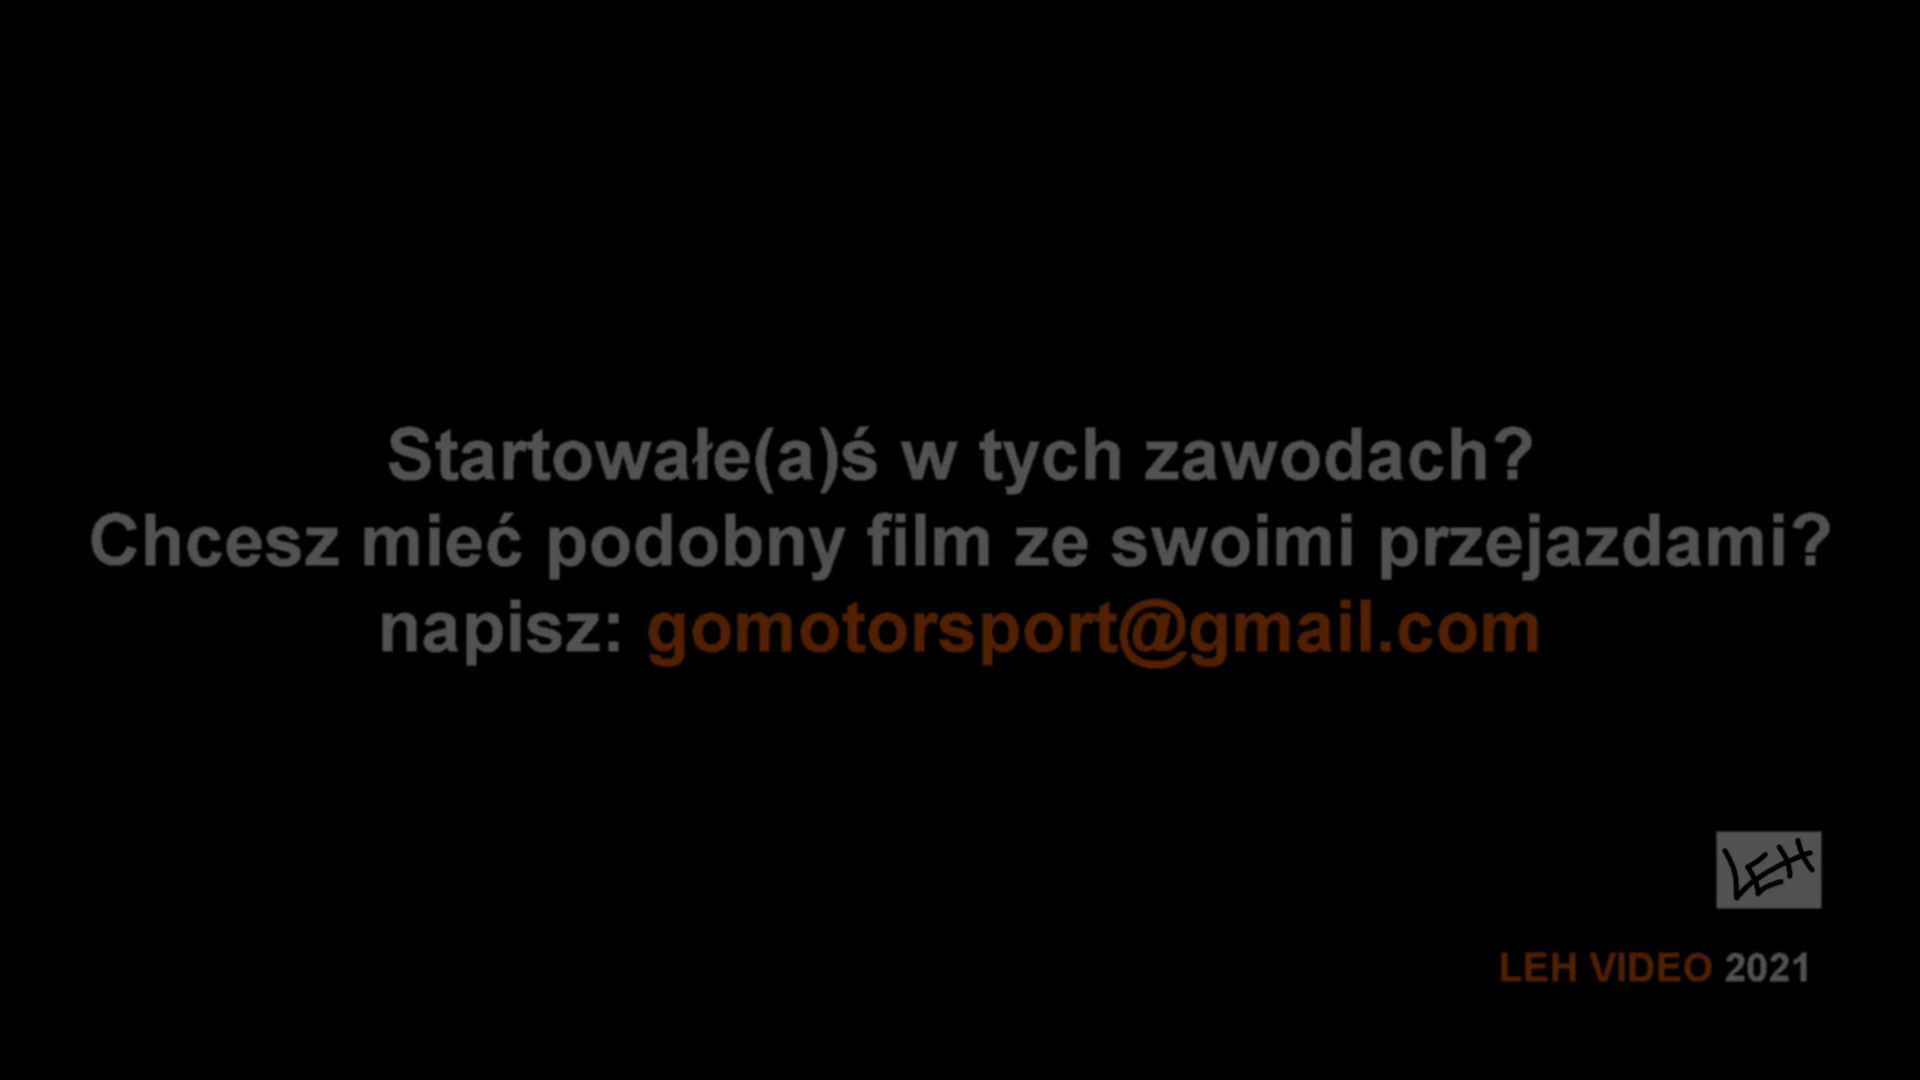 Startowałe(a)ś w tych zawodach?
Chcesz mieć podobny film ze swoimi przejazdami?
napisz: gomotorsport@gmail.com
LEH
LEH VIDEO 2021